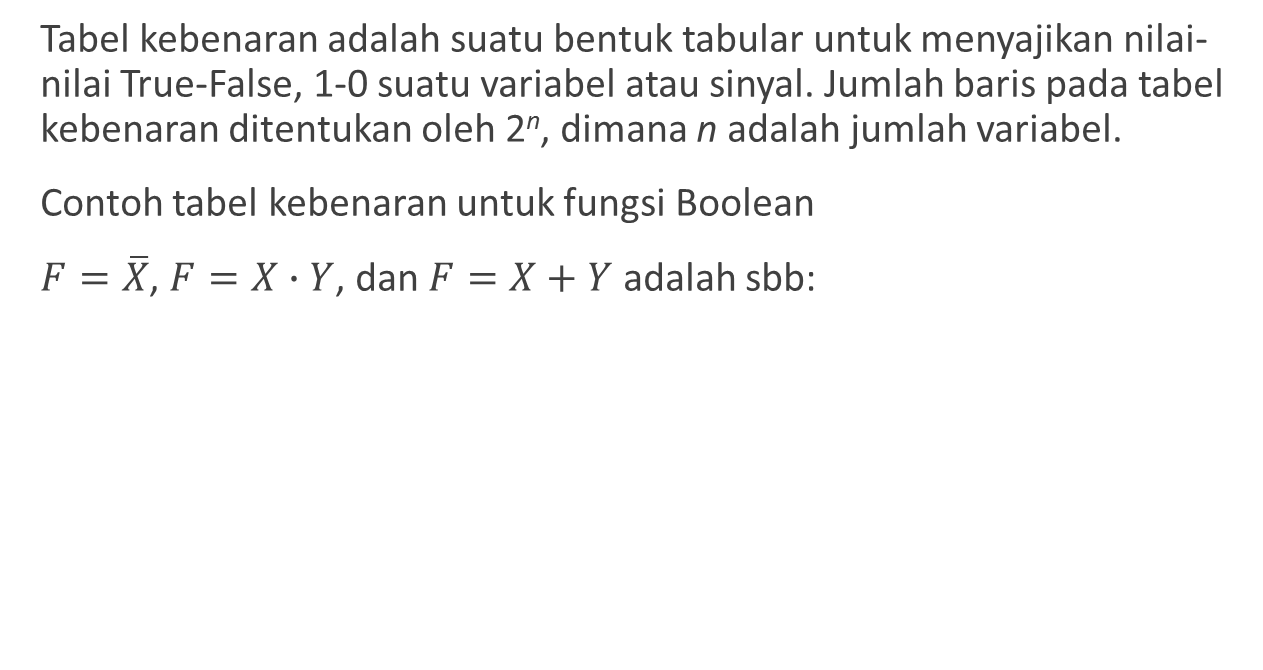 Tabel kebenaran adalah suatu bentuk tabular untuk menyajikan nilai-
nilai True-False, 1-0 suatu variabel atau sinyal. Jumlah baris pada tabel
kebenaran ditentukan oleh 2ⁿ, dimana n adalah jumlah variabel.
Contoh tabel kebenaran untuk fungsi Boolean
F = X̅, F = X · Y, dan F = X + Y adalah sbb: